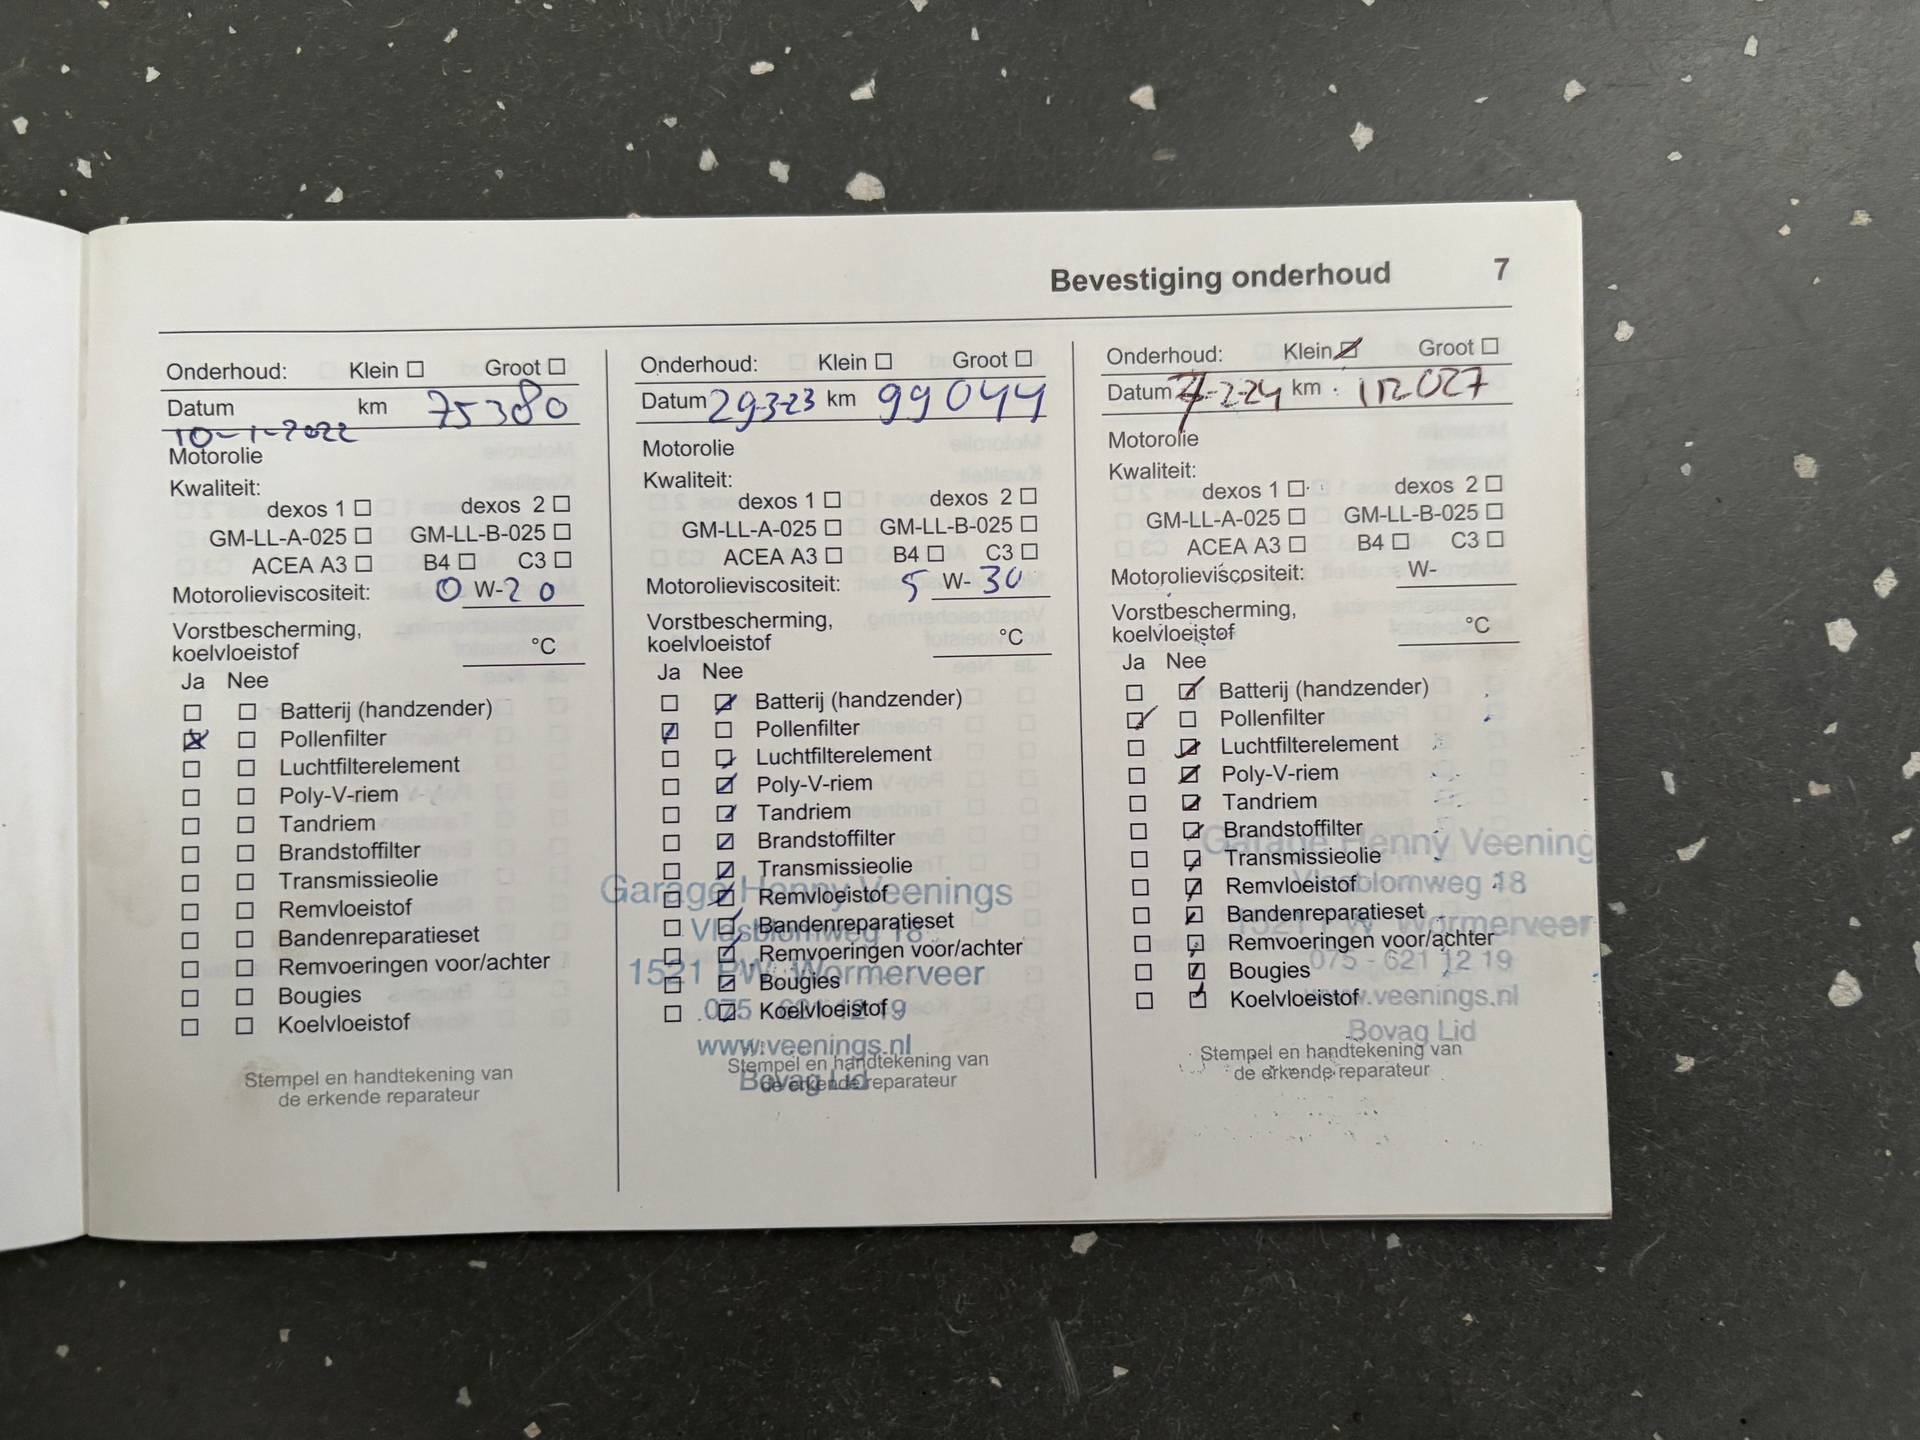 Bevestiging onderhoud 7
Onderhoud: Klein ☐ Groot ☐
Datum km 75380
10-1-2022
Motorolie
Kwaliteit:
dexos 1 ☐ dexos 2 ☐
GM-LL-A-025 ☐ GM-LL-B-025 ☐
ACEA A3 ☐ B4 ☐ C3 ☐
Motorolieviscositeit: 0 W-20
Vorstbescherming,
koelvloeistof °C
Ja Nee
☐ ☐ Batterij (handzender)
☒ ☐ Pollenfilter
☐ ☐ Luchtfilterelement
☐ ☐ Poly-V-riem
☐ ☐ Tandriem
☐ ☐ Brandstoffilter
☐ ☐ Transmissieolie
☐ ☐ Remvloeistof
☐ ☐ Bandenreparatieset
☐ ☐ Remvoeringen voor/achter
☐ ☐ Bougies
☐ ☐ Koelvloeistof
Stempel en handtekening van
de erkende reparateur
Onderhoud: Klein ☐ Groot ☐
Datum 29-3-23 km 99044
Motorolie
Kwaliteit:
dexos 1 ☐ dexos 2 ☐
GM-LL-A-025 ☐ GM-LL-B-025 ☐
ACEA A3 ☐ B4 ☐ C3 ☐
Motorolieviscositeit: 5 W-30
Vorstbescherming,
koelvloeistof °C
Ja Nee
☐ ☑ Batterij (handzender)
☑ ☐ Pollenfilter
☐ ☑ Luchtfilterelement
☐ ☑ Poly-V-riem
☐ ☑ Tandriem
☐ ☑ Brandstoffilter
☐ ☑ Transmissieolie
☐ ☑ Remvloeistof
☐ ☑ Bandenreparatieset
☐ ☑ Remvoeringen voor/achter
☐ ☑ Bougies
☐ ☑ Koelvloeistof
Garage Henny Veenings
Vlasblomweg 18
1521 PW Wormerveer
075 - 621 12 19
www.veenings.nl
Bovag Lid
Stempel en handtekening van
de erkende reparateur
Onderhoud: Klein ☑ Groot ☐
Datum -2-24 km
Motorolie
Kwaliteit:
dexos 1 ☐ dexos 2 ☐
GM-LL-A-025 ☐ GM-LL-B-025 ☐
ACEA A3 ☐ B4 ☐ C3 ☐
Motorolieviscositeit: W-
Vorstbescherming,
koelvloeistof °C
Ja Nee
☐ ☑ Batterij (handzender)
☑ ☐ Pollenfilter
☐ ☑ Luchtfilterelement
☐ ☑ Poly-V-riem
☐ ☑ Tandriem
☐ ☑ Brandstoffilter
☐ ☑ Transmissieolie
☐ ☑ Remvloeistof
☐ ☑ Bandenreparatieset
☐ ☑ Remvoeringen voor/achter
☐ ☑ Bougies
☐ ☑ Koelvloeistof
Garage Henny Veening
Vlasblomweg 18
1521 PW Wormerveer
075 - 621 12 19
www.veenings.nl
Bovag Lid
Stempel en handtekening van
de erkende reparateur